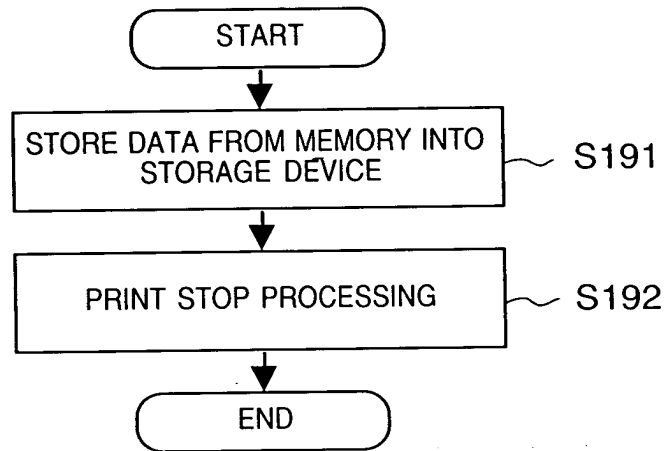 START
STORE DATA FROM MEMORY INTO
STORAGE DEVICE
S191
PRINT STOP PROCESSING
S192
END